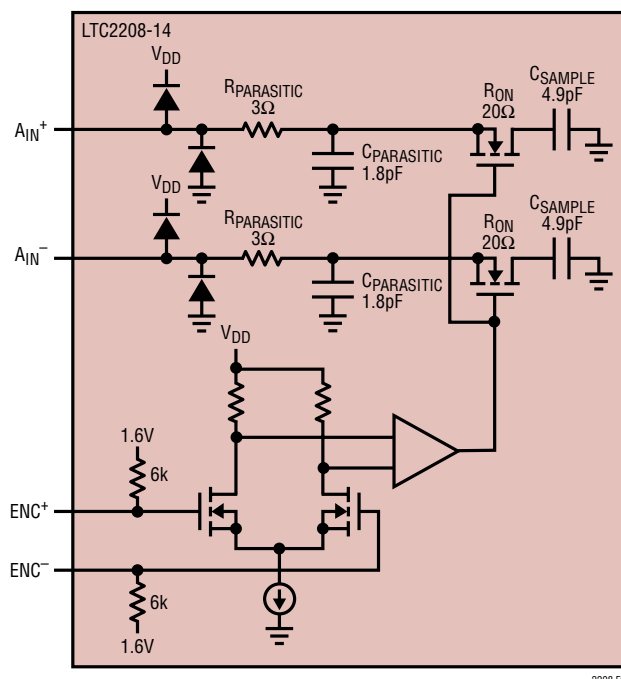 LTC2208-14
VDD
RPARASITIC
3Ω
AIN+
CPARASITIC
1.8pF
RON
20Ω
CSAMPLE
4.9pF
VDD
RPARASITIC
3Ω
AIN–
CPARASITIC
1.8pF
RON
20Ω
CSAMPLE
4.9pF
VDD
1.6V
6k
ENC+
ENC–
6k
1.6V